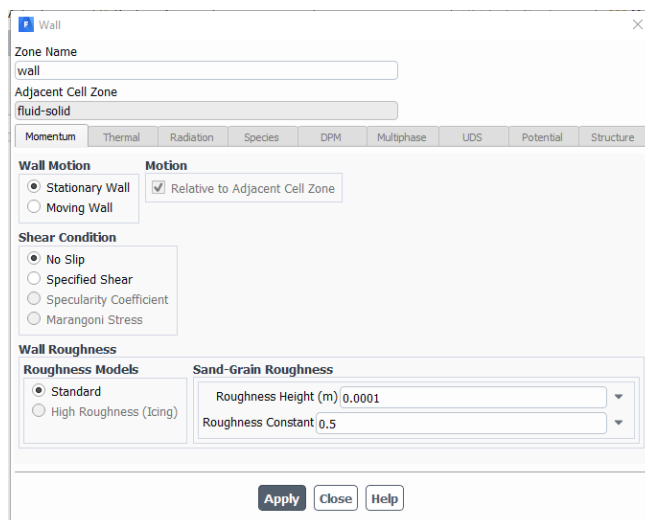 Wall
Zone Name
wall
Adjacent Cell Zone
fluid-solid
Momentum Thermal Radiation Species DPM Multiphase UDS Potential Structure
Wall Motion Motion
Stationary Wall Relative to Adjacent Cell Zone
Moving Wall
Shear Condition
No Slip
Specified Shear
Specularity Coefficient
Marangoni Stress
Wall Roughness
Roughness Models Sand-Grain Roughness
Standard Roughness Height (m) 0.0001
High Roughness (Icing) Roughness Constant 0.5
Apply Close Help